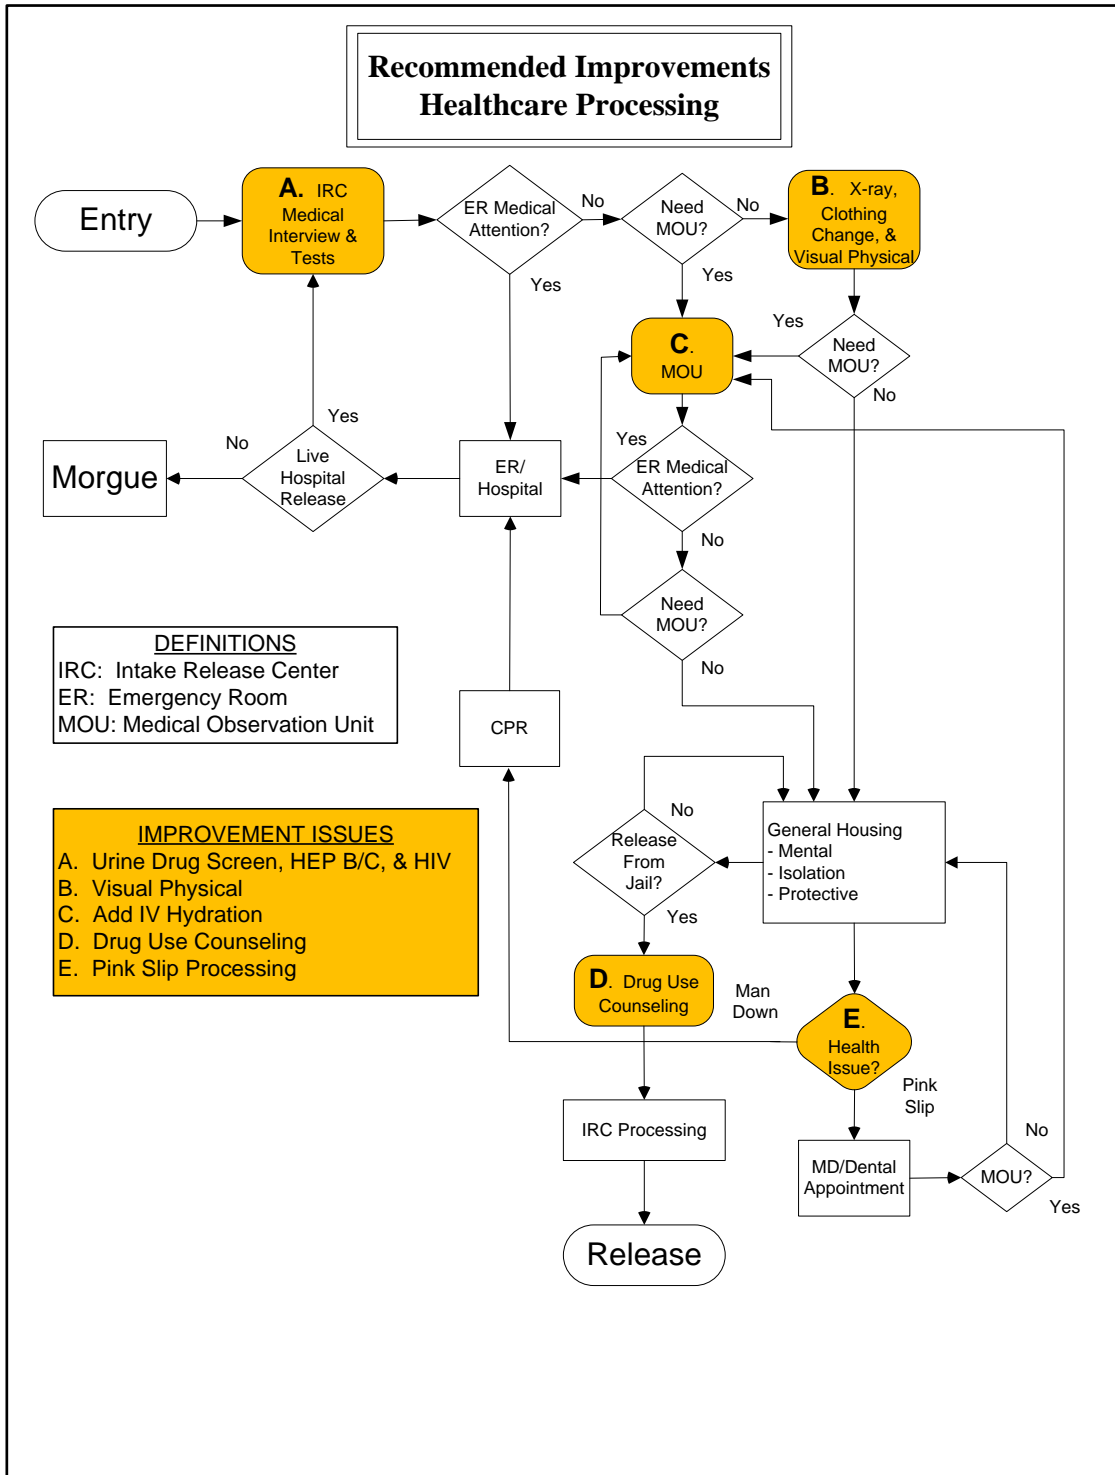 Recommended Improvements
Healthcare Processing
Entry
A. IRC
Medical
Interview &
Tests
ER Medical
Attention?
No
Need
MOU?
No
B. X-ray,
Clothing
Change, &
Visual Physical
Yes
Yes
Yes
C.
MOU
Need
MOU?
No
Yes
No
Morgue
Live
Hospital
Release
ER/
Hospital
Yes
ER Medical
Attention?
No
Need
MOU?
No
DEFINITIONS
IRC: Intake Release Center
ER: Emergency Room
MOU: Medical Observation Unit
CPR
IMPROVEMENT ISSUES
A. Urine Drug Screen, HEP B/C, & HIV
B. Visual Physical
C. Add IV Hydration
D. Drug Use Counseling
E. Pink Slip Processing
No
Release
From
Jail?
Yes
General Housing
- Mental
- Isolation
- Protective
D. Drug Use
Counseling
Man
Down
E.
Health
Issue?
Pink
Slip
IRC Processing
MD/Dental
Appointment
MOU?
No
Yes
Release